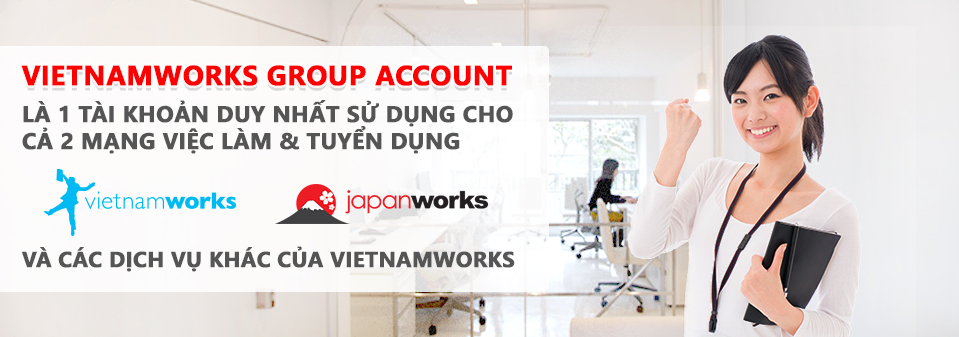 VIETNAMWORKS GROUP ACCOUNT
LÀ 1 TÀI KHOẢN DUY NHẤT SỬ DỤNG CHO
CẢ 2 MẠNG VIỆC LÀM & TUYỂN DỤNG
vietnamworks japanworks
VÀ CÁC DỊCH VỤ KHÁC CỦA VIETNAMWORKS